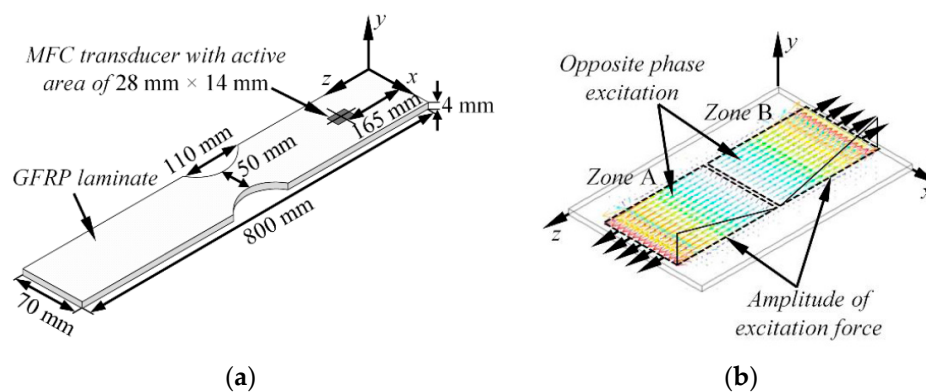 MFC transducer with active
area of 28 mm × 14 mm
y
z
x
165 mm
4 mm
110 mm
50 mm
GFRP laminate
800 mm
70 mm
(a)
y
Opposite phase
excitation
Zone B
Zone A
x
z
Amplitude of
excitation force
(b)